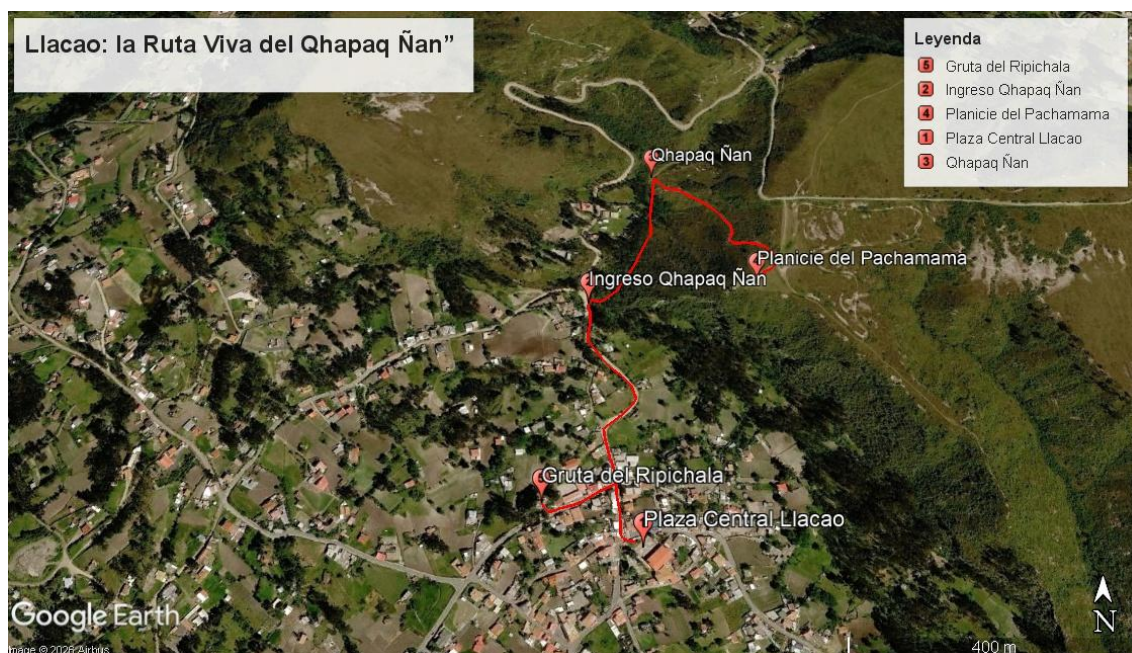 Llacao: la Ruta Viva del Qhapaq Ñan”
Leyenda
5 Gruta del Ripichala
2 Ingreso Qhapaq Ñan
4 Planicie del Pachamama
1 Plaza Central Llacao
3 Qhapaq Ñan
Qhapaq Ñan
Planicie del Pachamama
Ingreso Qhapaq Ñan
Gruta del Ripichala
Plaza Central Llacao
Google Earth
N
Image © 2026 Airbus
400 m